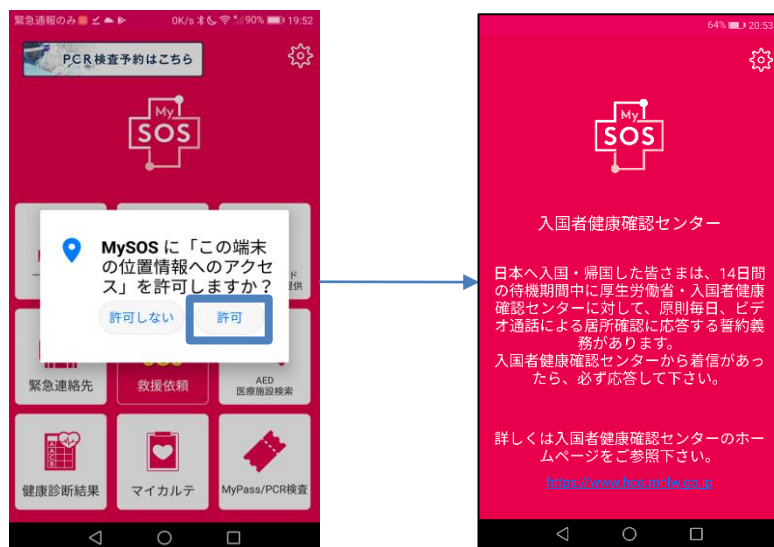 緊急通報のみ 0K/s 90% 19:52
PCR検査予約はこちら
My
SOS
MySOS に「この端末
の位置情報へのアクセ
ス」を許可しますか？
許可しない 許可
ド
提供
緊急連絡先 救援依頼 AED
医療施設検索
健康診断結果 マイカルテ MyPass/PCR検査
64% 20:53
My
SOS
入国者健康確認センター
日本へ入国・帰国した皆さまは、14日間
の待機期間中に厚生労働省・入国者健康
確認センターに対して、原則毎日、ビデ
オ通話による居所確認に応答する誓約義
務があります。
入国者健康確認センターから着信があっ
たら、必ず応答して下さい。
詳しくは入国者健康確認センターのホー
ムページをご参照下さい。
https://www.hco.mhlw.go.jp